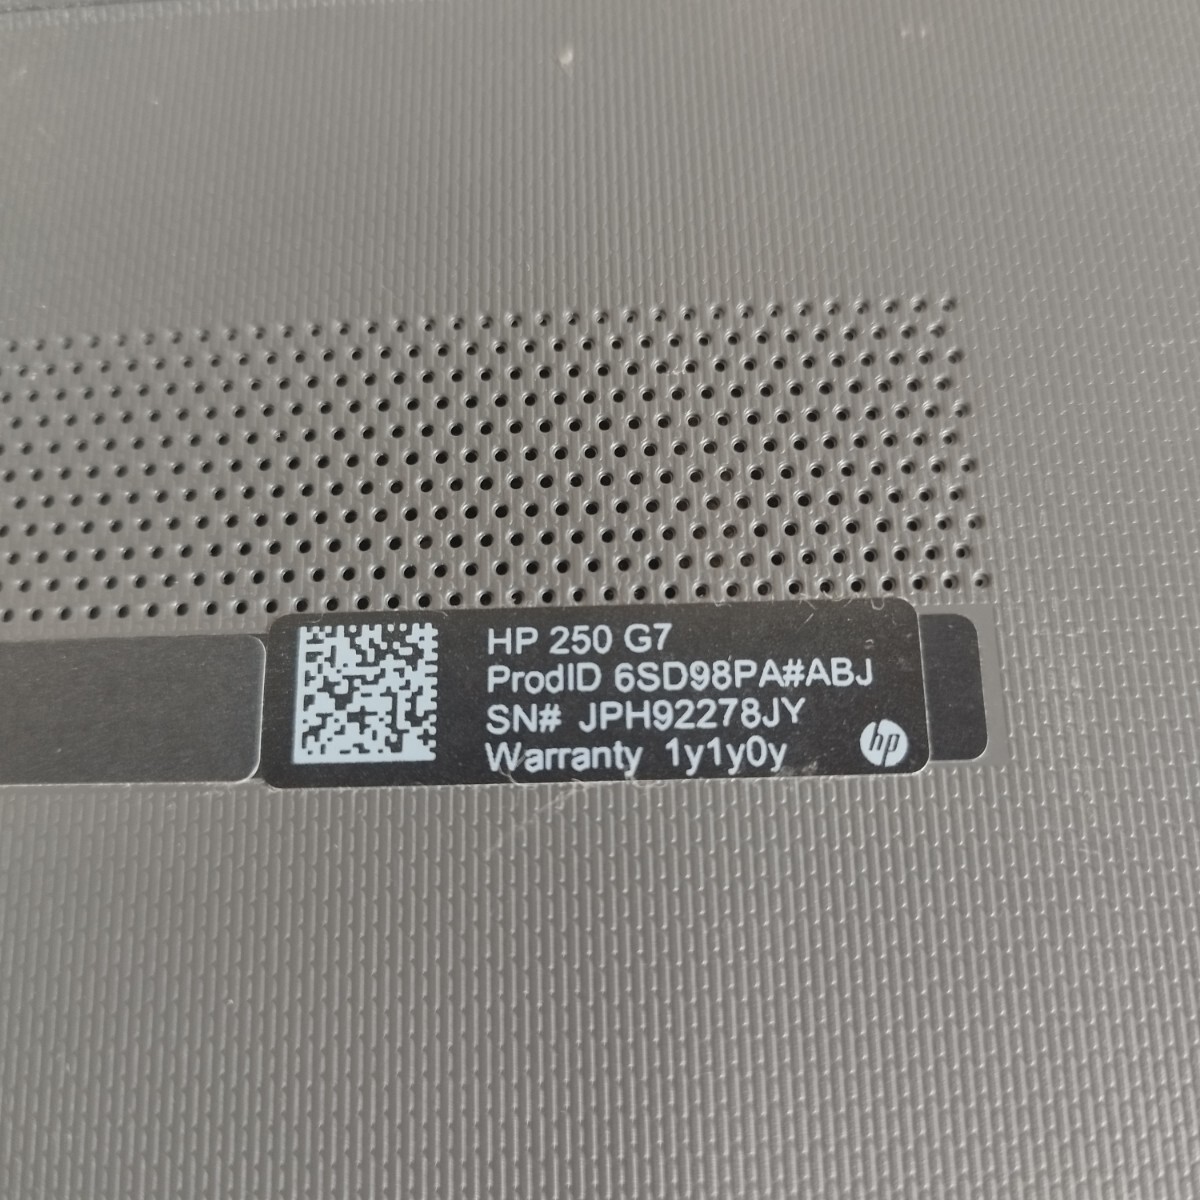 HP 250 G7
ProdID 6SD98PA#ABJ
SN# JPH92278JY
Warranty 1y1y0y
hp